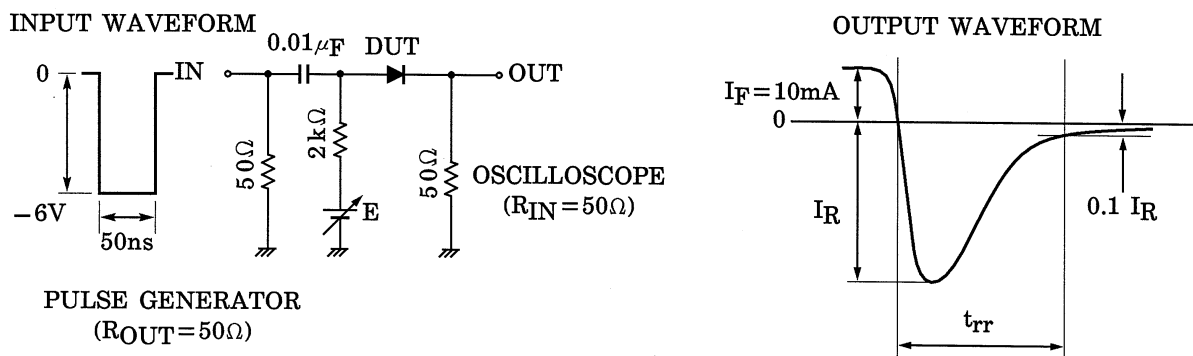 INPUT WAVEFORM
0
-6V
50ns
PULSE GENERATOR
(ROUT=50Ω)
IN
0.01μF
DUT
OUT
50Ω
2kΩ
E
50Ω
OSCILLOSCOPE
(RIN=50Ω)
OUTPUT WAVEFORM
IF=10mA
0
IR
0.1 IR
trr